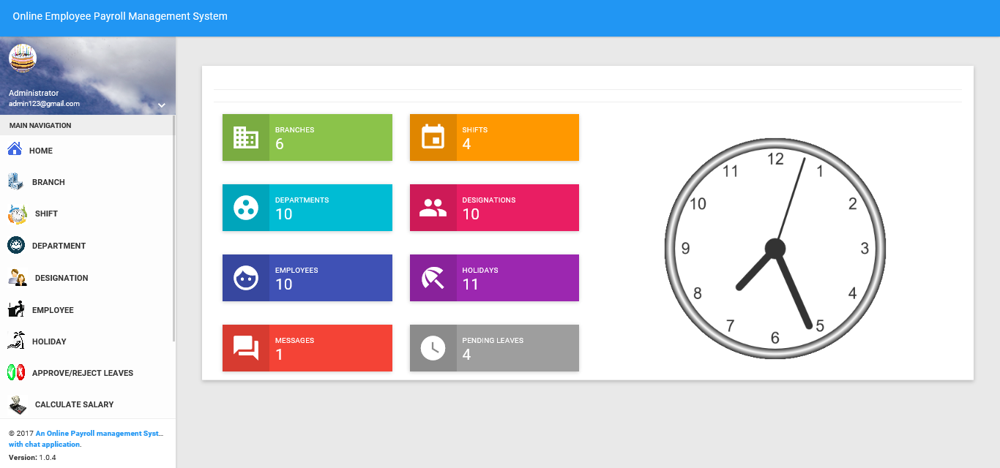 Online Employee Payroll Management System
Administrator
admin123@gmail.com
MAIN NAVIGATION
HOME
BRANCH
SHIFT
DEPARTMENT
DESIGNATION
EMPLOYEE
HOLIDAY
APPROVE/REJECT LEAVES
CALCULATE SALARY
© 2017 An Online Payroll management Syst...
with chat application.
Version: 1.0.4
BRANCHES
6
SHIFTS
4
DEPARTMENTS
10
DESIGNATIONS
10
EMPLOYEES
10
HOLIDAYS
11
MESSAGES
1
PENDING LEAVES
4
12
1
2
3
4
5
6
7
8
9
10
11